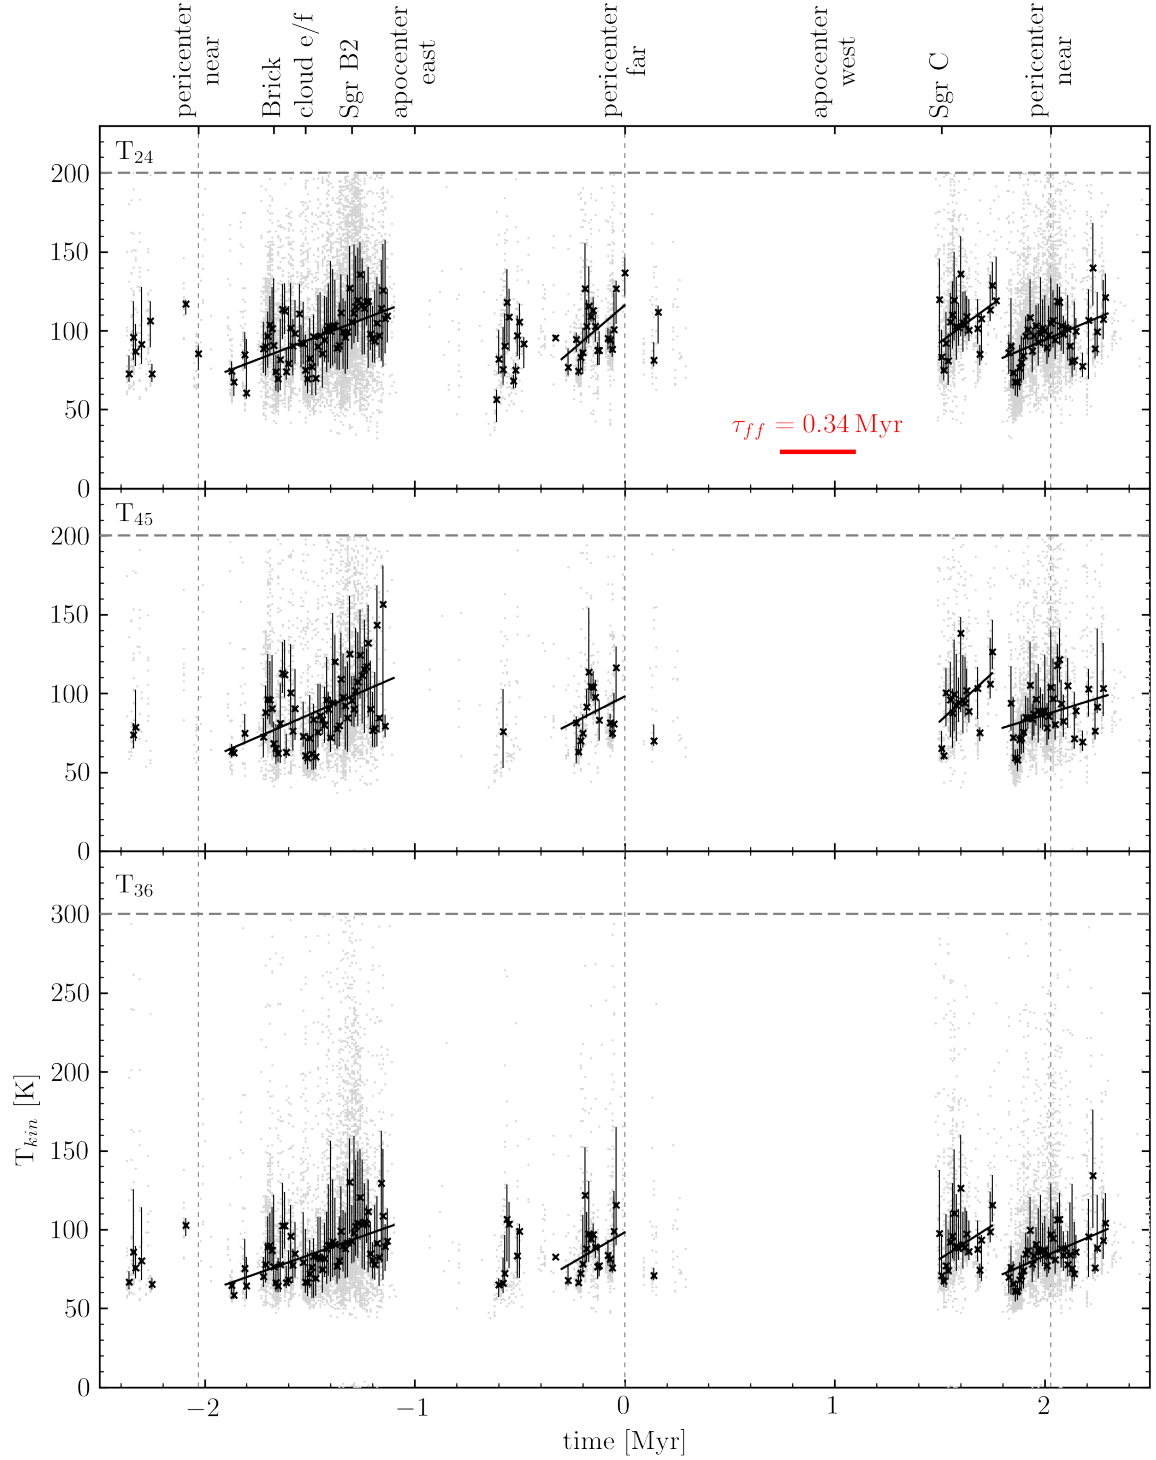 pericenter
near
Brick
cloud e/f
Sgr B2
apocenter
east
pericenter
far
apocenter
west
Sgr C
pericenter
near
T₂₄
200
150
100
50
0
τ_ff = 0.34 Myr
T₄₅
200
150
100
50
0
T₃₆
300
250
200
150
100
50
0
T_kin [K]
−2
−1
0
1
2
time [Myr]